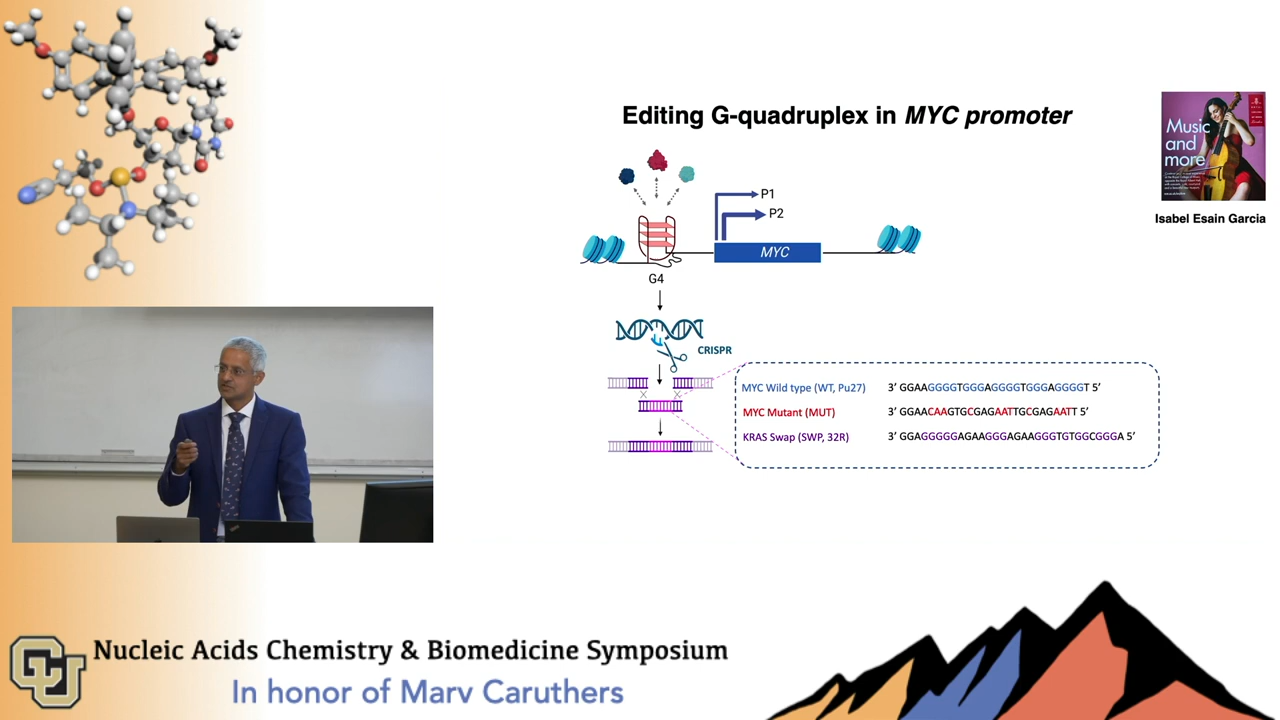 Editing G-quadruplex in MYC promoter
Music
and
more
Isabel Esain Garcia
P1
P2
MYC
G4
CRISPR
MYC Wild type (WT, Pu27) 3’ GGAAGGGGTGGGAGGGGTGGGAGGGGT 5’
MYC Mutant (MUT) 3’ GGAACAAGTGCGAGAATTGCGAGAATT 5’
KRAS Swap (SWP, 32R) 3’ GGAGGGGGAGAAGGGAGAAGGGTGTGGCGGGA 5’
CU
Nucleic Acids Chemistry & Biomedicine Symposium
In honor of Marv Caruthers